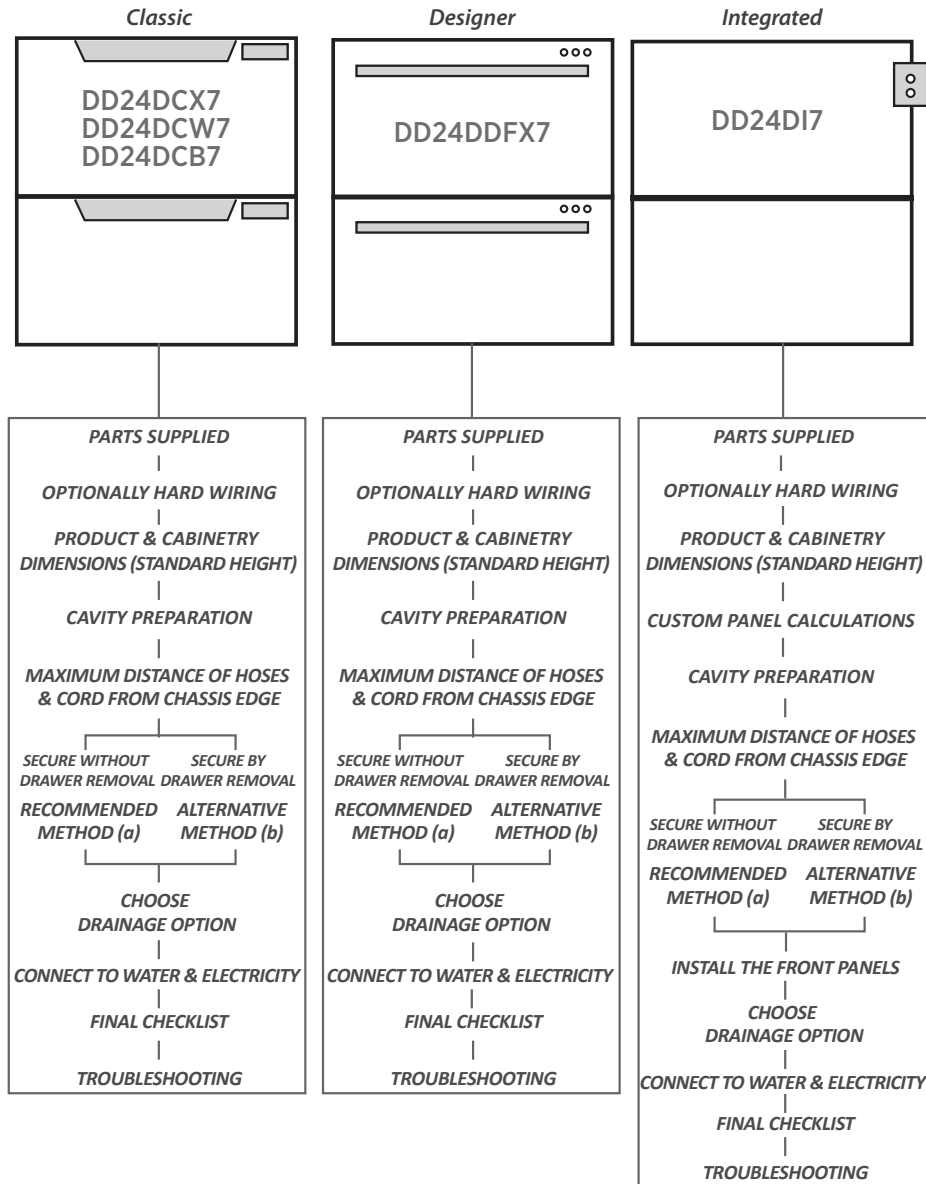 Classic
DD24DCX7
DD24DCW7
DD24DCB7
PARTS SUPPLIED
OPTIONALLY HARD WIRING
PRODUCT & CABINETRY
DIMENSIONS (STANDARD HEIGHT)
CAVITY PREPARATION
MAXIMUM DISTANCE OF HOSES
& CORD FROM CHASSIS EDGE
SECURE WITHOUT
DRAWER REMOVAL
RECOMMENDED
METHOD (a)
SECURE BY
DRAWER REMOVAL
ALTERNATIVE
METHOD (b)
CHOOSE
DRAINAGE OPTION
CONNECT TO WATER & ELECTRICITY
FINAL CHECKLIST
TROUBLESHOOTING
Designer
DD24DDFX7
PARTS SUPPLIED
OPTIONALLY HARD WIRING
PRODUCT & CABINETRY
DIMENSIONS (STANDARD HEIGHT)
CAVITY PREPARATION
MAXIMUM DISTANCE OF HOSES
& CORD FROM CHASSIS EDGE
SECURE WITHOUT
DRAWER REMOVAL
RECOMMENDED
METHOD (a)
SECURE BY
DRAWER REMOVAL
ALTERNATIVE
METHOD (b)
CHOOSE
DRAINAGE OPTION
CONNECT TO WATER & ELECTRICITY
FINAL CHECKLIST
TROUBLESHOOTING
Integrated
DD24DI7
PARTS SUPPLIED
OPTIONALLY HARD WIRING
PRODUCT & CABINETRY
DIMENSIONS (STANDARD HEIGHT)
CUSTOM PANEL CALCULATIONS
CAVITY PREPARATION
MAXIMUM DISTANCE OF HOSES
& CORD FROM CHASSIS EDGE
SECURE WITHOUT
DRAWER REMOVAL
RECOMMENDED
METHOD (a)
SECURE BY
DRAWER REMOVAL
ALTERNATIVE
METHOD (b)
INSTALL THE FRONT PANELS
CHOOSE
DRAINAGE OPTION
CONNECT TO WATER & ELECTRICITY
FINAL CHECKLIST
TROUBLESHOOTING